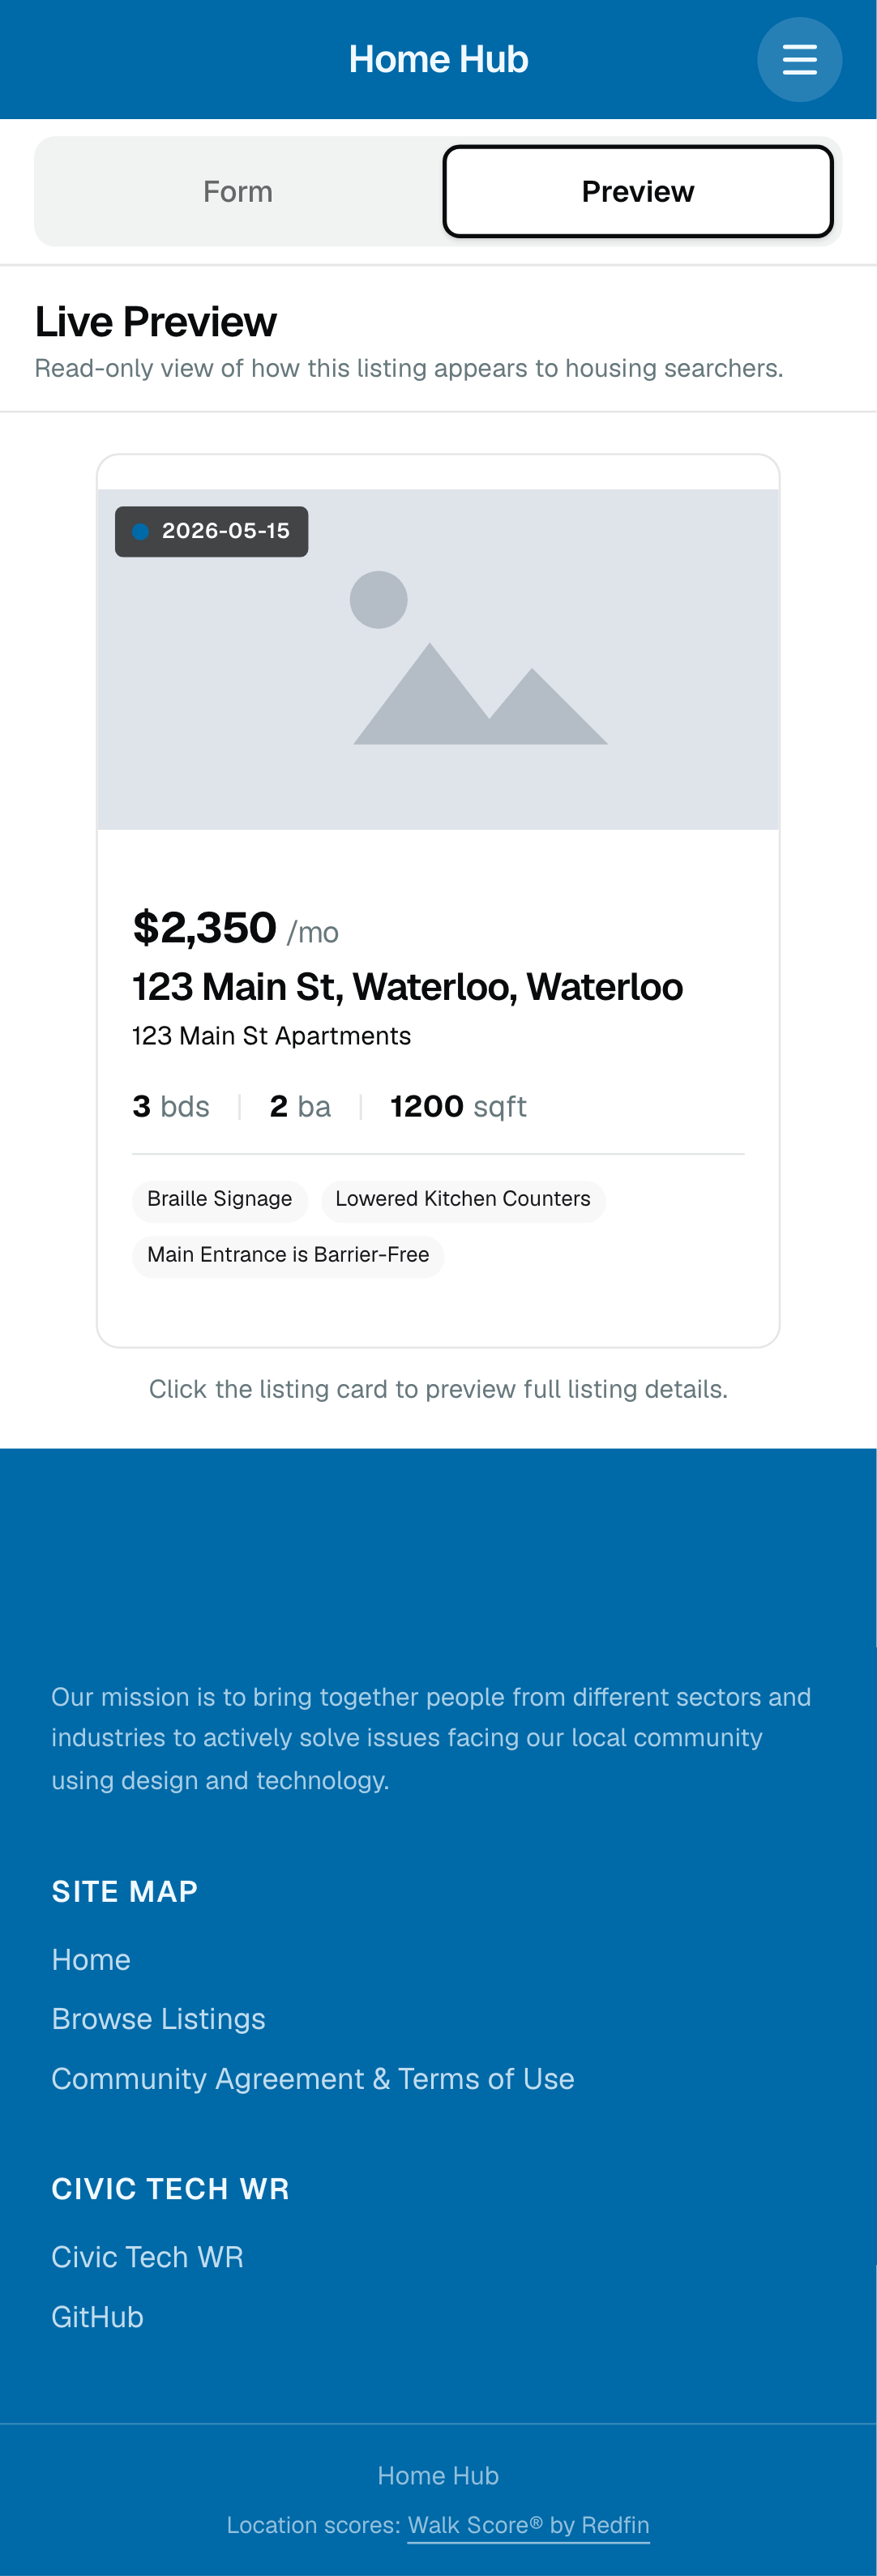 Home Hub
Form
Preview
Live Preview
Read-only view of how this listing appears to housing searchers.
2026-05-15
$2,350 /mo
123 Main St, Waterloo, Waterloo
123 Main St Apartments
3 bds | 2 ba | 1200 sqft
Braille Signage
Lowered Kitchen Counters
Main Entrance is Barrier-Free
Click the listing card to preview full listing details.
Our mission is to bring together people from different sectors and
industries to actively solve issues facing our local community
using design and technology.
SITE MAP
Home
Browse Listings
Community Agreement & Terms of Use
CIVIC TECH WR
Civic Tech WR
GitHub
Home Hub
Location scores: Walk Score® by Redfin